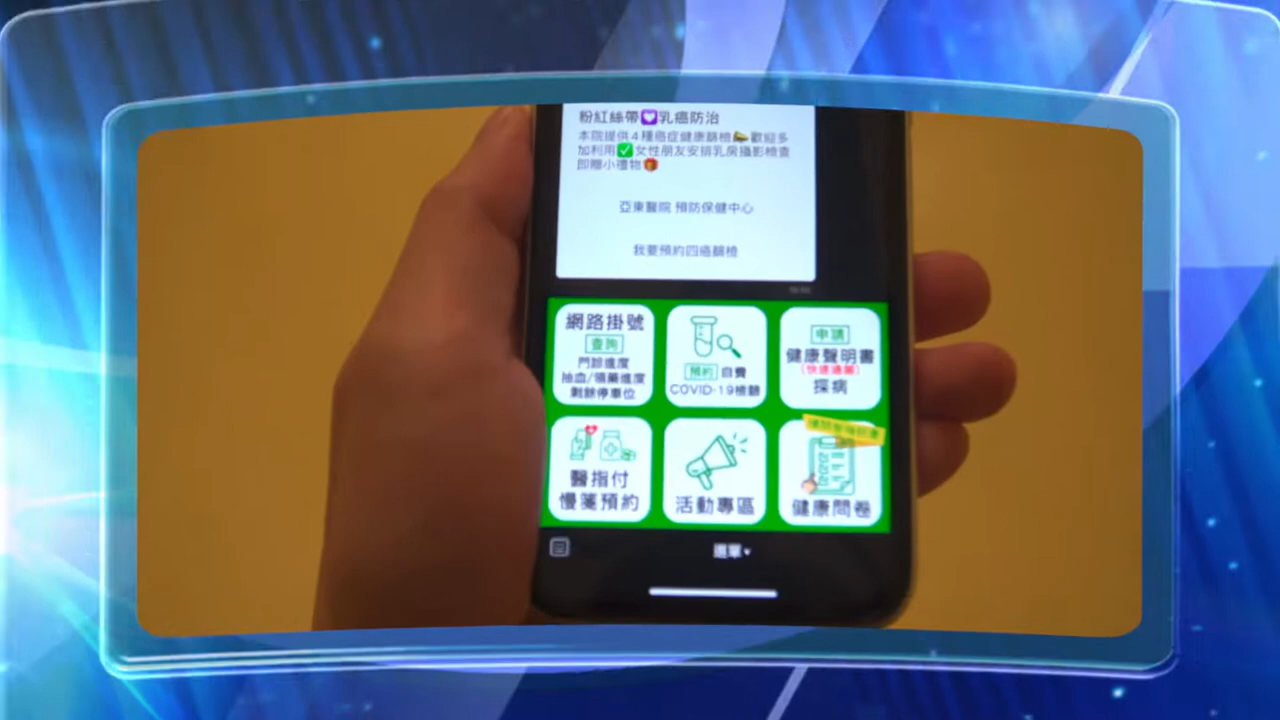 粉紅絲帶💜乳癌防治
本院提供4種癌症健康篩檢📣歡迎多
加利用✅女性朋友安排乳房攝影檢查
即贈小禮物🎁
亞東醫院 預防保健中心
我要預約四癌篩檢
網路掛號
查詢
門診進度
抽血/領藥進度
剩餘停車位
預約 自費
COVID-19檢驗
申請
健康聲明書
(快速通關)
探病
醫指付
慢箋預約
活動專區
健康問卷
選單▾